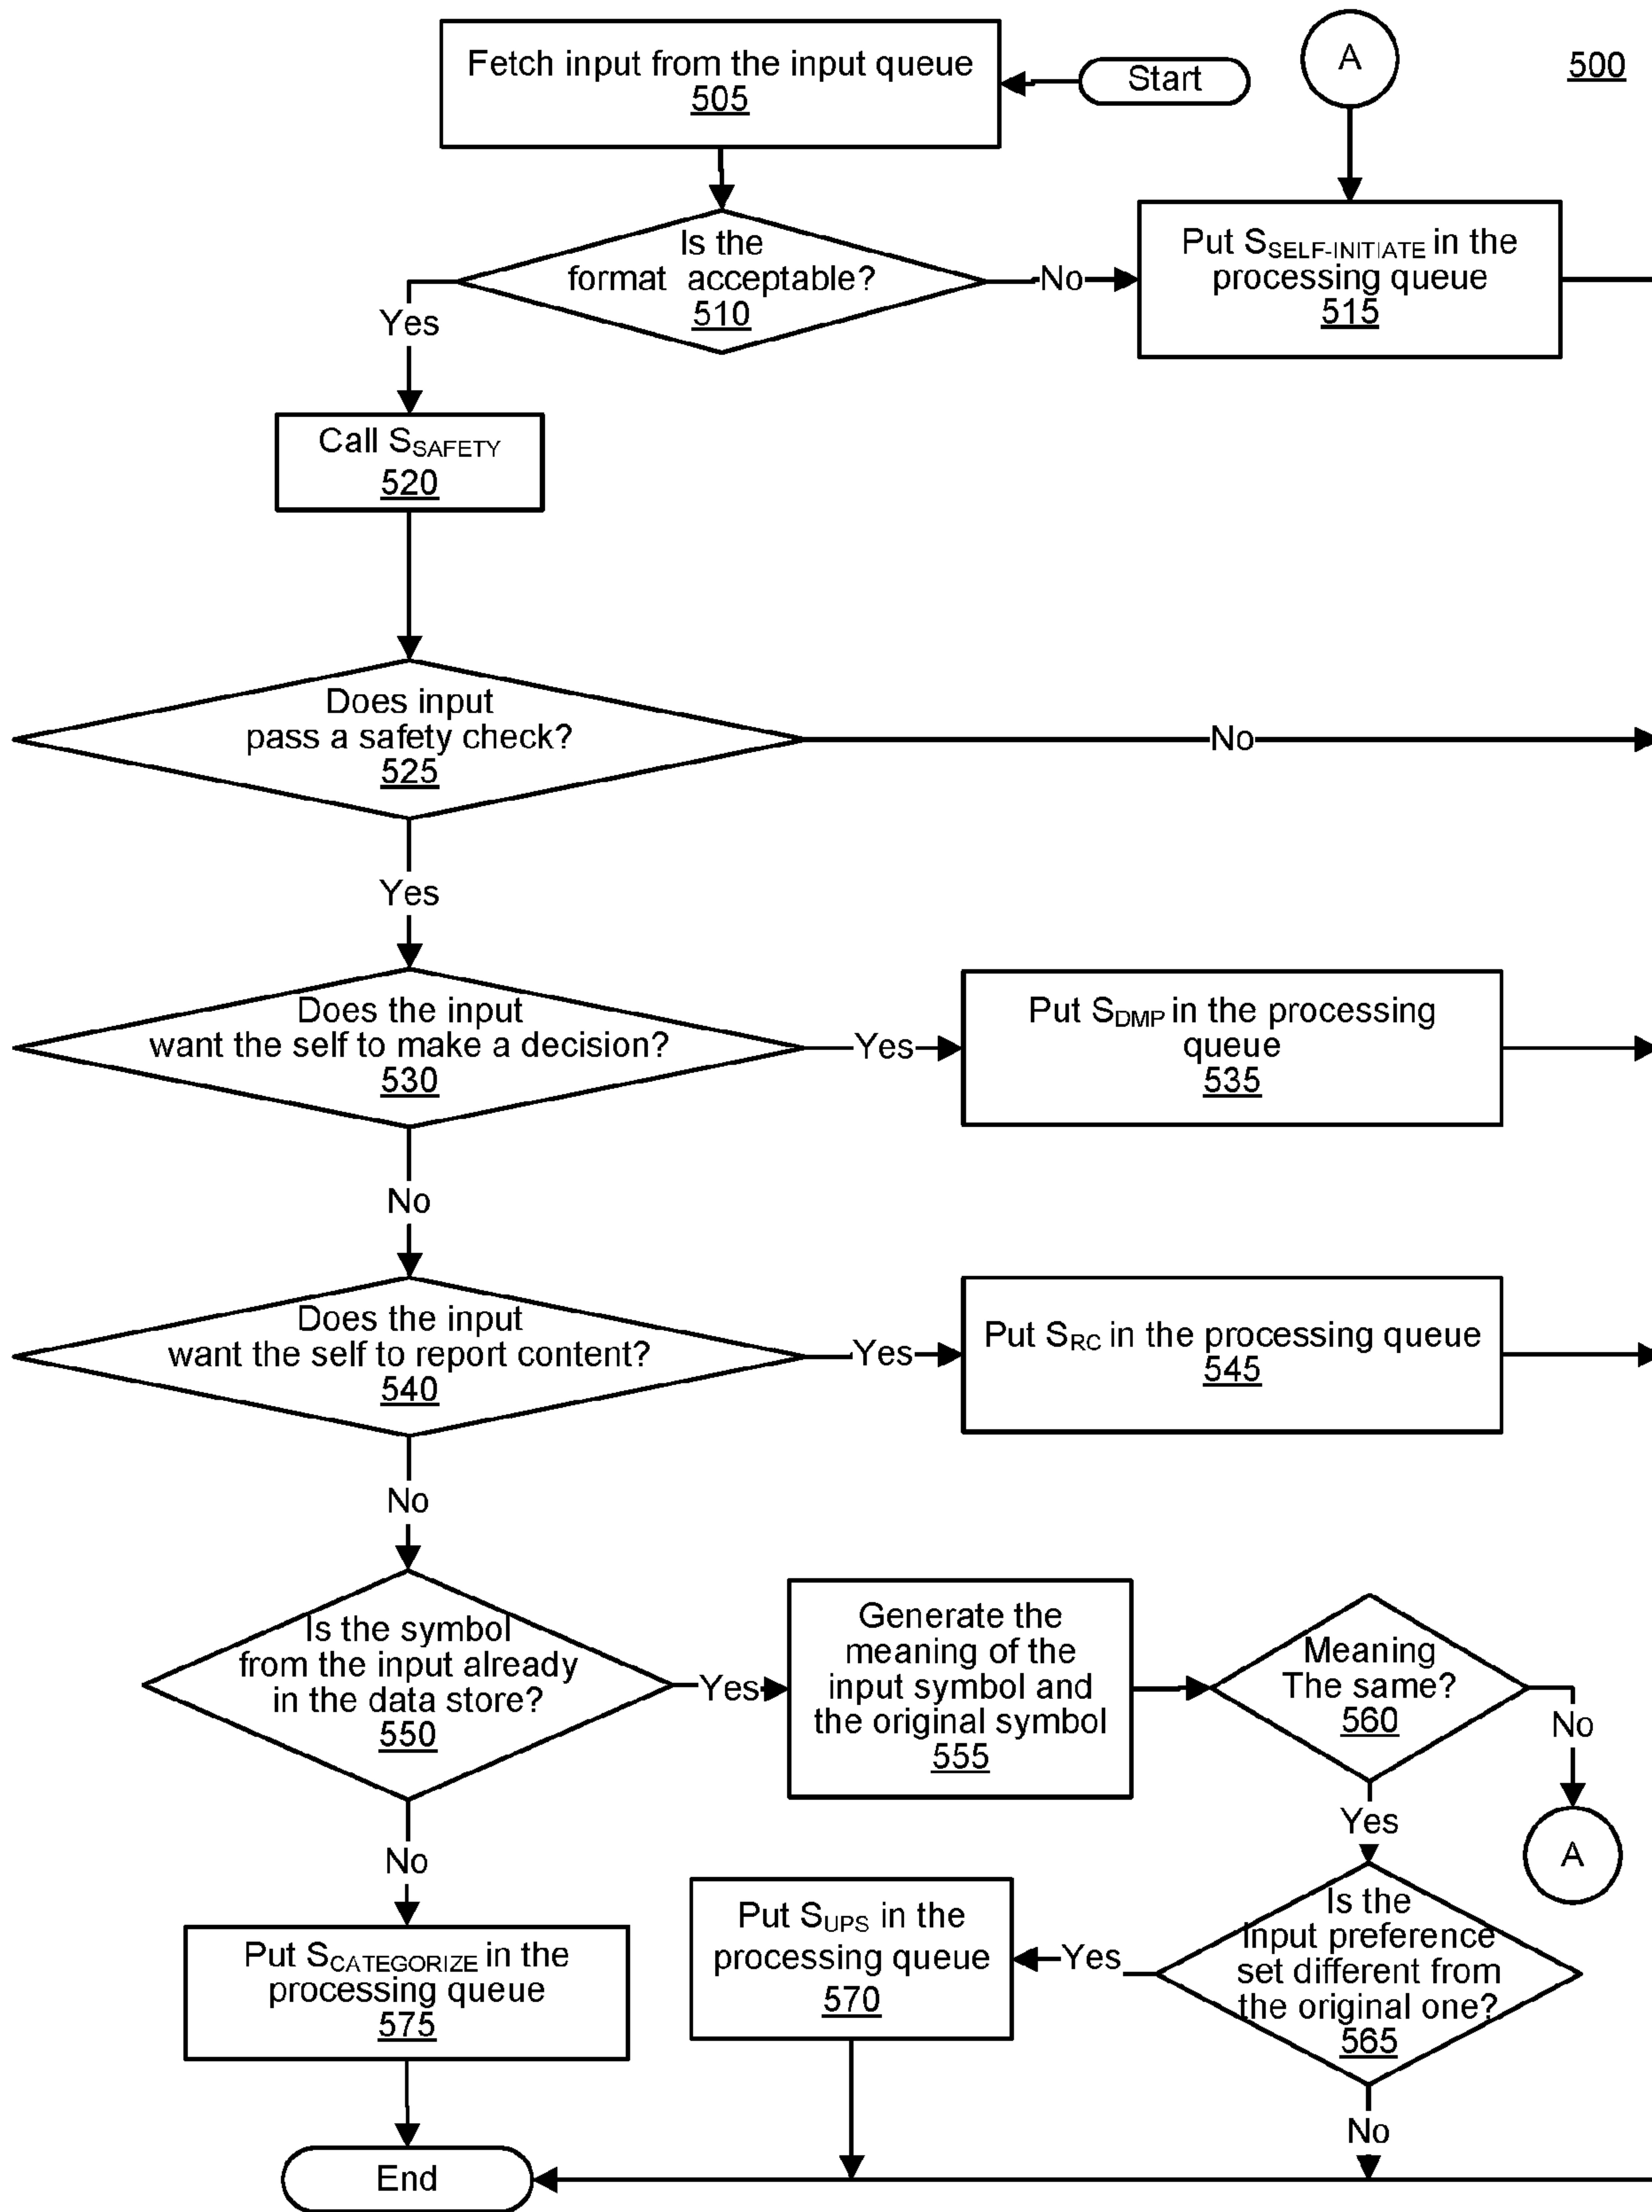 Fetch input from the input queue
505
Start
A
500
Is the
format acceptable?
510
No
Put SSELF-INITIATE in the
processing queue
515
Yes
Call SSAFETY
520
Does input
pass a safety check?
525
No
Yes
Does the input
want the self to make a decision?
530
Yes
Put SDMP in the processing
queue
535
No
Does the input
want the self to report content?
540
Yes
Put SRC in the processing queue
545
No
Is the symbol
from the input already
in the data store?
550
Yes
Generate the
meaning of the
input symbol and
the original symbol
555
Meaning
The same?
560
No
A
Yes
No
Is the
Input preference
set different from
the original one?
565
Yes
Put SUPS in the
processing queue
570
Put SCATEGORIZE in the
processing queue
575
No
End